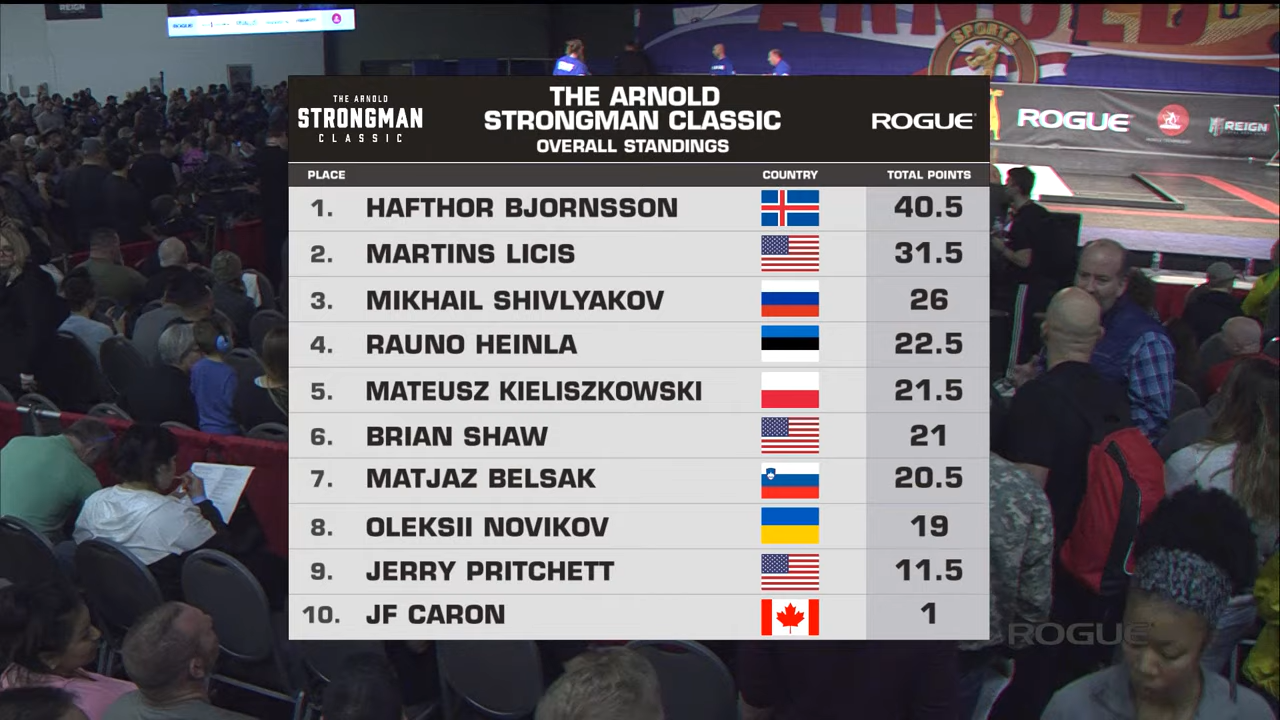 REIGN
ROGUE
ARNOLD
SPORTS
THE ARNOLD
STRONGMAN
CLASSIC
THE ARNOLD
STRONGMAN CLASSIC
OVERALL STANDINGS
ROGUE
ROGUE
REIGN
PLACE COUNTRY TOTAL POINTS
1. HAFTHOR BJORNSSON 40.5
2. MARTINS LICIS 31.5
3. MIKHAIL SHIVLYAKOV 26
4. RAUNO HEINLA 22.5
5. MATEUSZ KIELISZKOWSKI 21.5
6. BRIAN SHAW 21
7. MATJAZ BELSAK 20.5
8. OLEKSII NOVIKOV 19
9. JERRY PRITCHETT 11.5
10. JF CARON 1
ROGUE